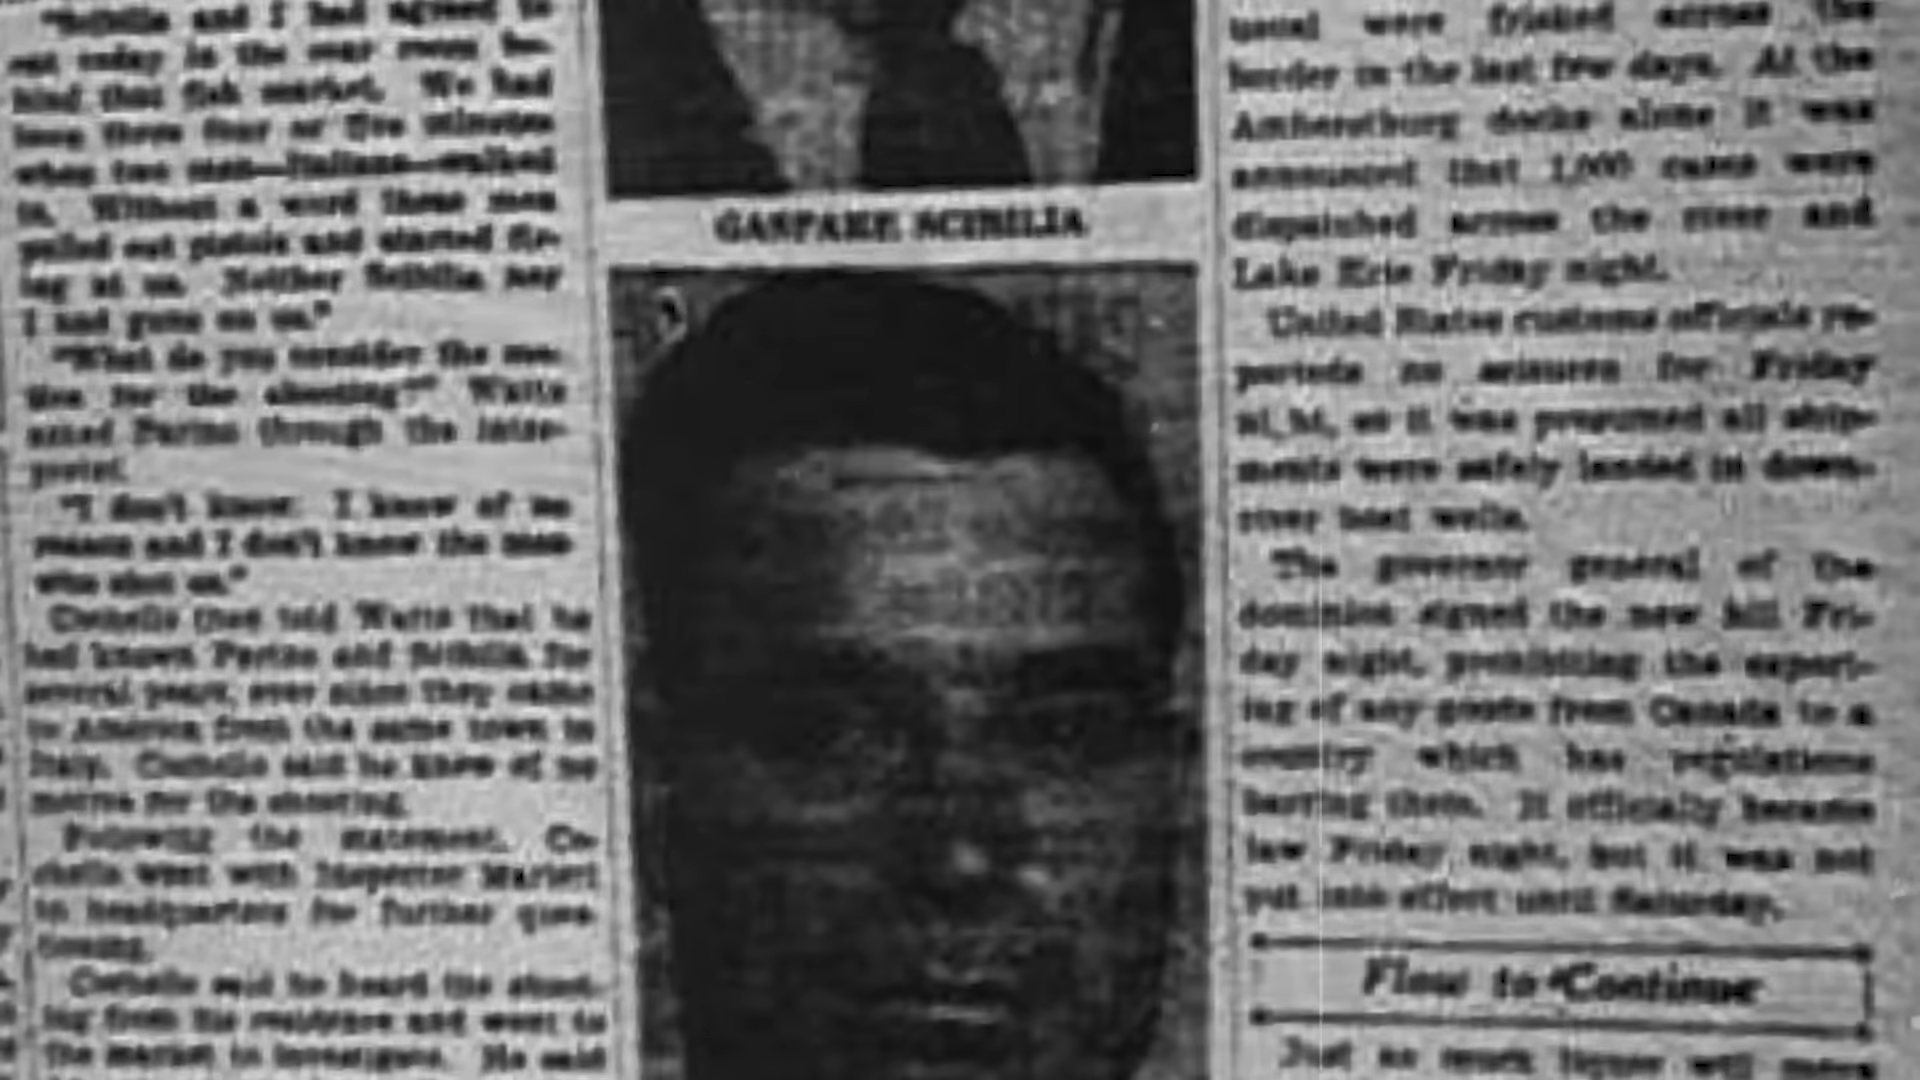 "Scibilia and I had agreed to
eat today in the rear room be-
hind that fish market. We had
been there four or five minutes
when two men—Italians—walked
in. Without a word these men
pulled out pistols and started fir-
ing at us. Neither Scibilia nor
I had guns on us."
"What do you consider the mo-
tive for the shooting?" Watts
asked Parino through the inter-
preter.
"I don't know. I know of no
reason and I don't know the men
who shot us."
then told Watts that he
had known Parino and Scibilia for
several years, ever since they came
to America from the same town in
Italy. said he knew of no
motive for the shooting.
Following the statement, Co-
went with Inspector
to headquarters for further ques-
tioning.
said he heard the shoot-
ing from his residence and went to
the market to investigate. He said
GASPARE SCIBILIA
usual were frisked across the
border in the last few days. At the
Amherstburg docks alone it was
announced that 1,000 cases were
dispatched across the river and
Lake Erie Friday night.
United States customs officials re-
porteds no seizures for Friday
night, so it was presumed all ship-
ments were safely landed in down-
river boat wells.
The governor general of the
dominion signed the new bill Fri-
day night, prohibiting the export-
ing of any goods from Canada to a
country which has regulations
barring them. It officially became
law Friday night, but it was not
put into effect until Saturday.
Flow to Continue
Just as much liquor will move